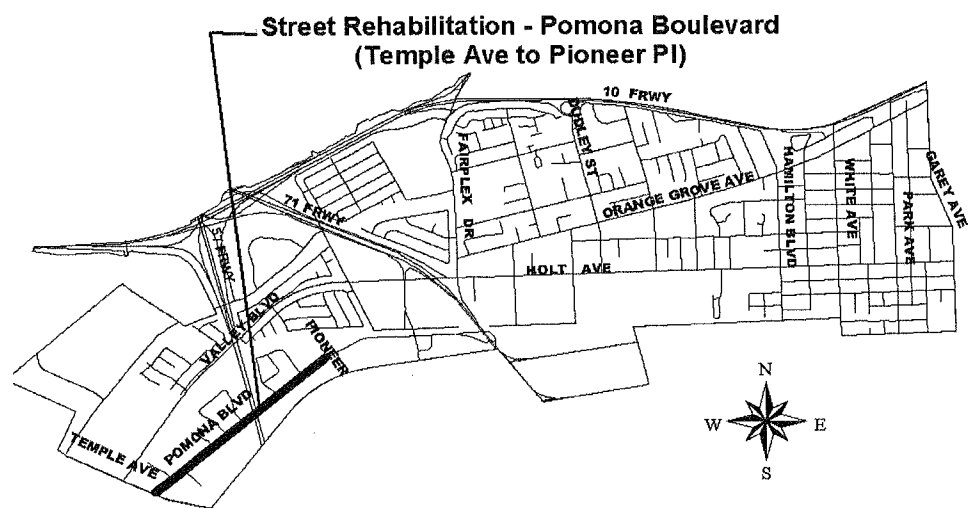 Street Rehabilitation - Pomona Boulevard
(Temple Ave to Pioneer Pl)
10 FRWY
DUDLEY ST
FAIRPLEX DR
HAMILTON BLVD
WHITE AVE
PARK AVE
GAREY AVE
ORANGE GROVE AVE
71 FRWY
57 FRWY
HOLT AVE
VALLEY BLVD
PIONEER
POMONA BLVD
TEMPLE AVE
N
W
E
S